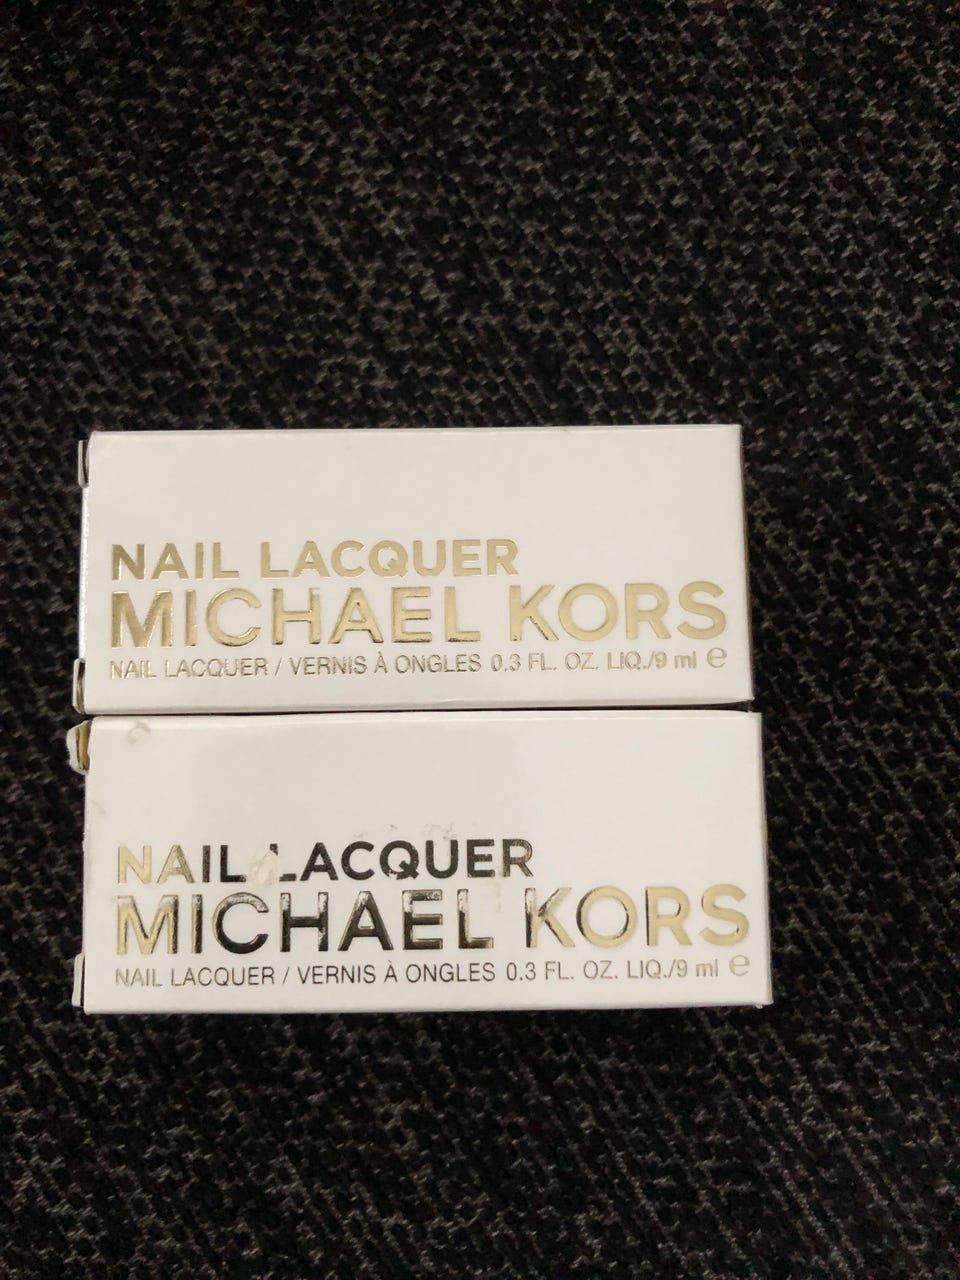 NAIL LACQUER
MICHAEL KORS
NAIL LACQUER / VERNIS À ONGLES 0.3 FL. OZ. LIQ./9 ml ℮
NAIL LACQUER
MICHAEL KORS
NAIL LACQUER / VERNIS À ONGLES 0.3 FL. OZ. LIQ./9 ml ℮